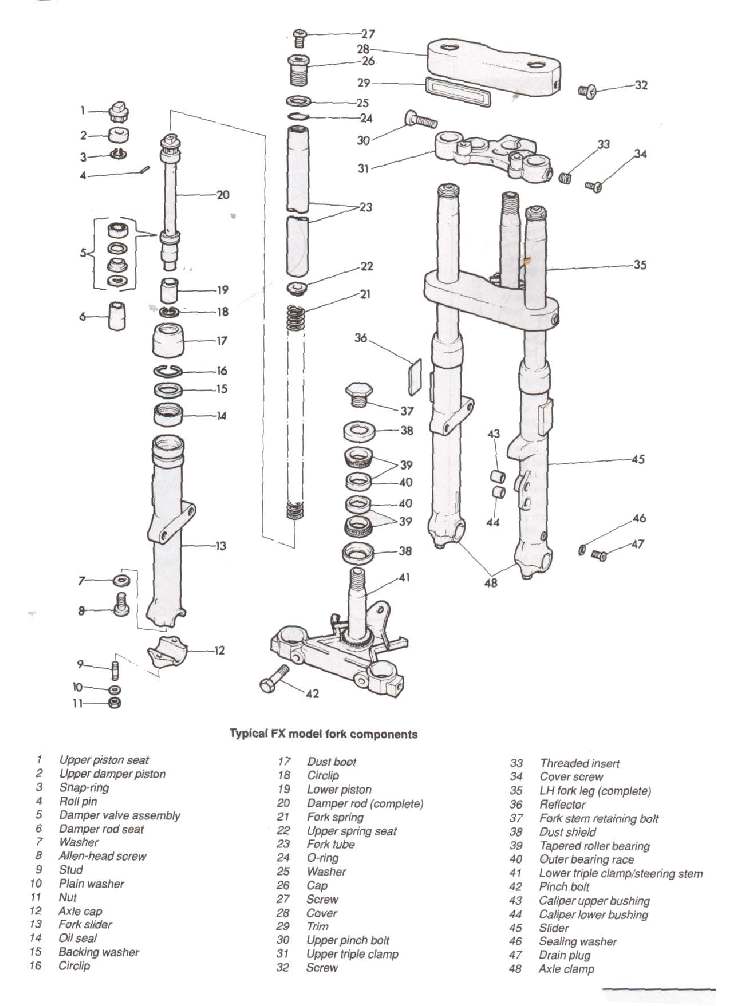 27
28
26
29
32
1
25
24
2
30
33
3
31
34
4
20
23
5
22
35
19
21
18
6
17
36
16
15
37
14
38
43
39
45
40
40
44
46
39
13
47
38
7
41
48
8
12
9
10
42
11
Typical FX model fork components
1 Upper piston seat
2 Upper damper piston
3 Snap-ring
4 Roll pin
5 Damper valve assembly
6 Damper rod seat
7 Washer
8 Allen-head screw
9 Stud
10 Plain washer
11 Nut
12 Axle cap
13 Fork slider
14 Oil seal
15 Backing washer
16 Circlip
17 Dust boot
18 Circlip
19 Lower piston
20 Damper rod (complete)
21 Fork spring
22 Upper spring seat
23 Fork tube
24 O-ring
25 Washer
26 Cap
27 Screw
28 Cover
29 Trim
30 Upper pinch bolt
31 Upper triple clamp
32 Screw
33 Threaded insert
34 Cover screw
35 LH fork leg (complete)
36 Reflector
37 Fork stem retaining bolt
38 Dust shield
39 Tapered roller bearing
40 Outer bearing race
41 Lower triple clamp/steering stem
42 Pinch bolt
43 Caliper upper bushing
44 Caliper lower bushing
45 Slider
46 Sealing washer
47 Drain plug
48 Axle clamp